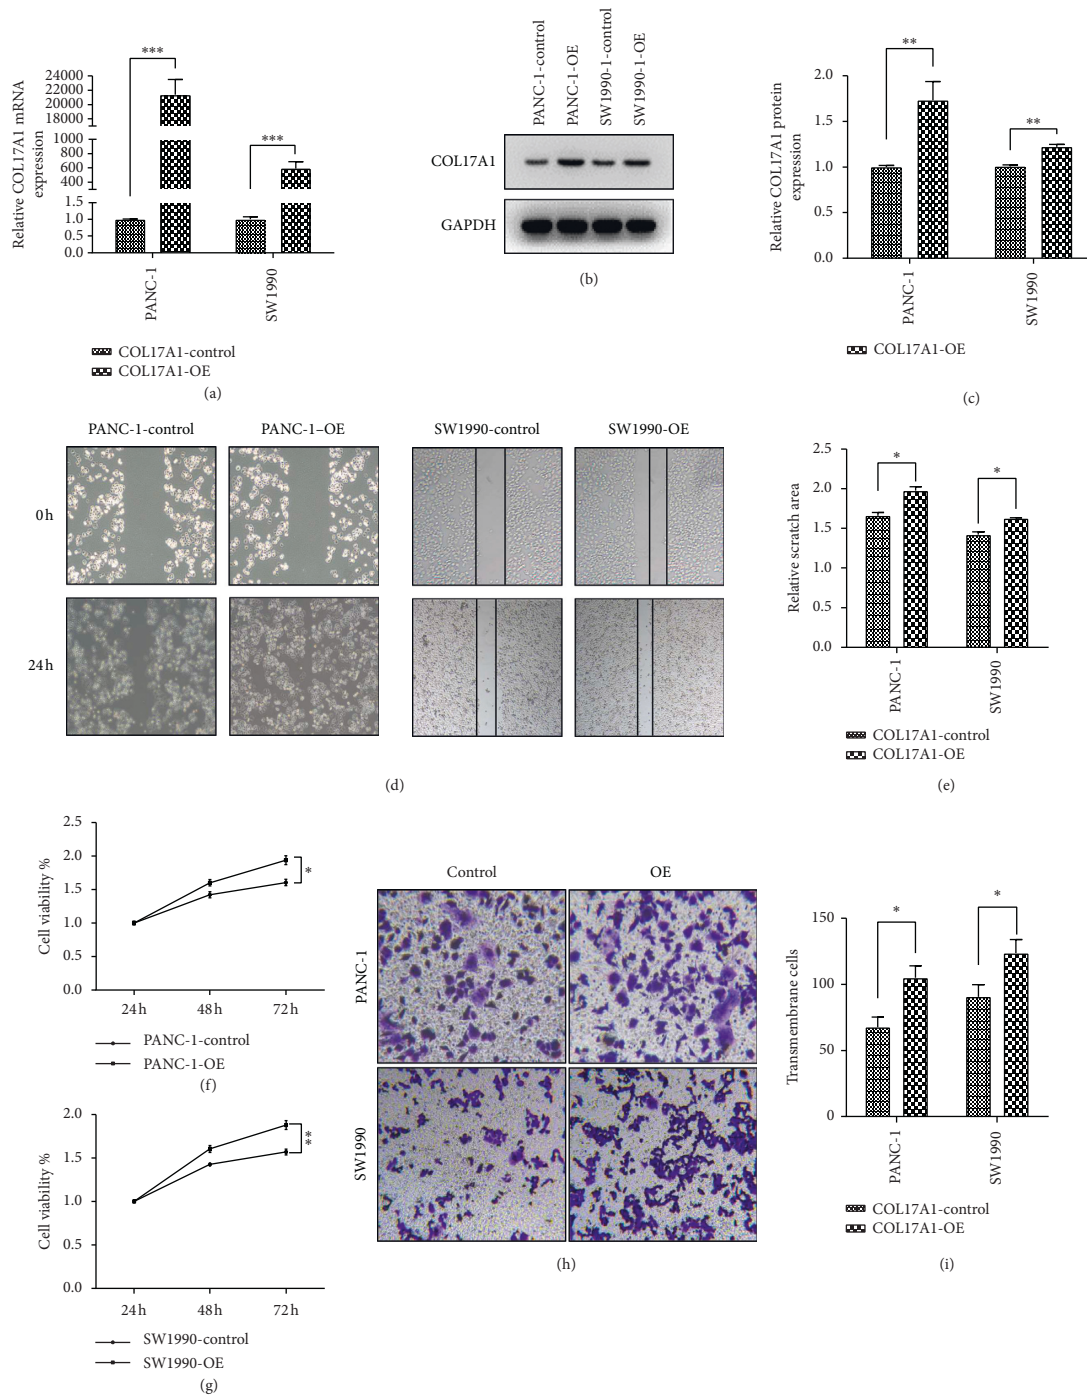 ***
***
24000
22000
20000
18000
1000
800
600
400
1.5
1.0
0.5
0.0
Relative COL17A1 mRNA
expression
PANC-1
SW1990
COL17A1-control
COL17A1-OE
(a)
PANC-1-control
PANC-1-OE
SW1990-1-control
SW1990-1-OE
COL17A1
GAPDH
(b)
**
**
2.0
1.5
1.0
0.5
0.0
Relative COL17A1 protein
expression
PANC-1
SW1990
COL17A1-OE
(c)
PANC-1-control
PANC-1–OE
SW1990-control
SW1990-OE
0h
24h
(d)
2.5
2.0
1.5
1.0
0.5
0.0
*
*
Relative scratch area
PANC-1
SW1990
COL17A1-control
COL17A1-OE
(e)
2.5
2.0
1.5
1.0
0.5
0.0
*
Cell viability %
24h 48h 72h
PANC-1-control
PANC-1-OE
(f)
2.0
1.5
1.0
0.5
0.0
**
Cell viability %
24h 48h 72h
SW1990-control
SW1990-OE
(g)
Control
OE
PANC-1
SW1990
(h)
150
100
50
0
*
*
Transmembrane cells
PANC-1
SW1990
COL17A1-control
COL17A1-OE
(i)